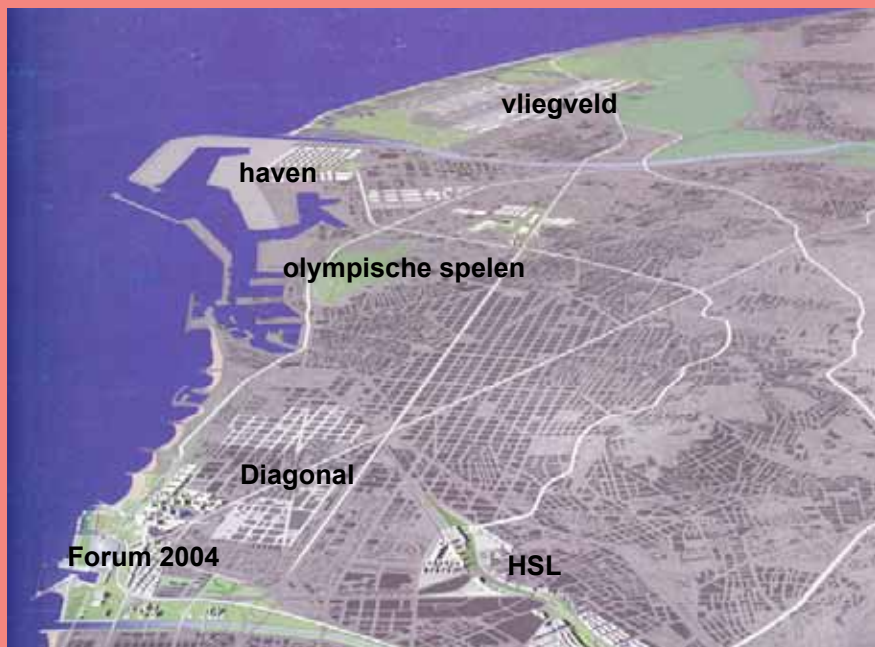 vliegveld
haven
olympische spelen
Diagonal
Forum 2004
HSL